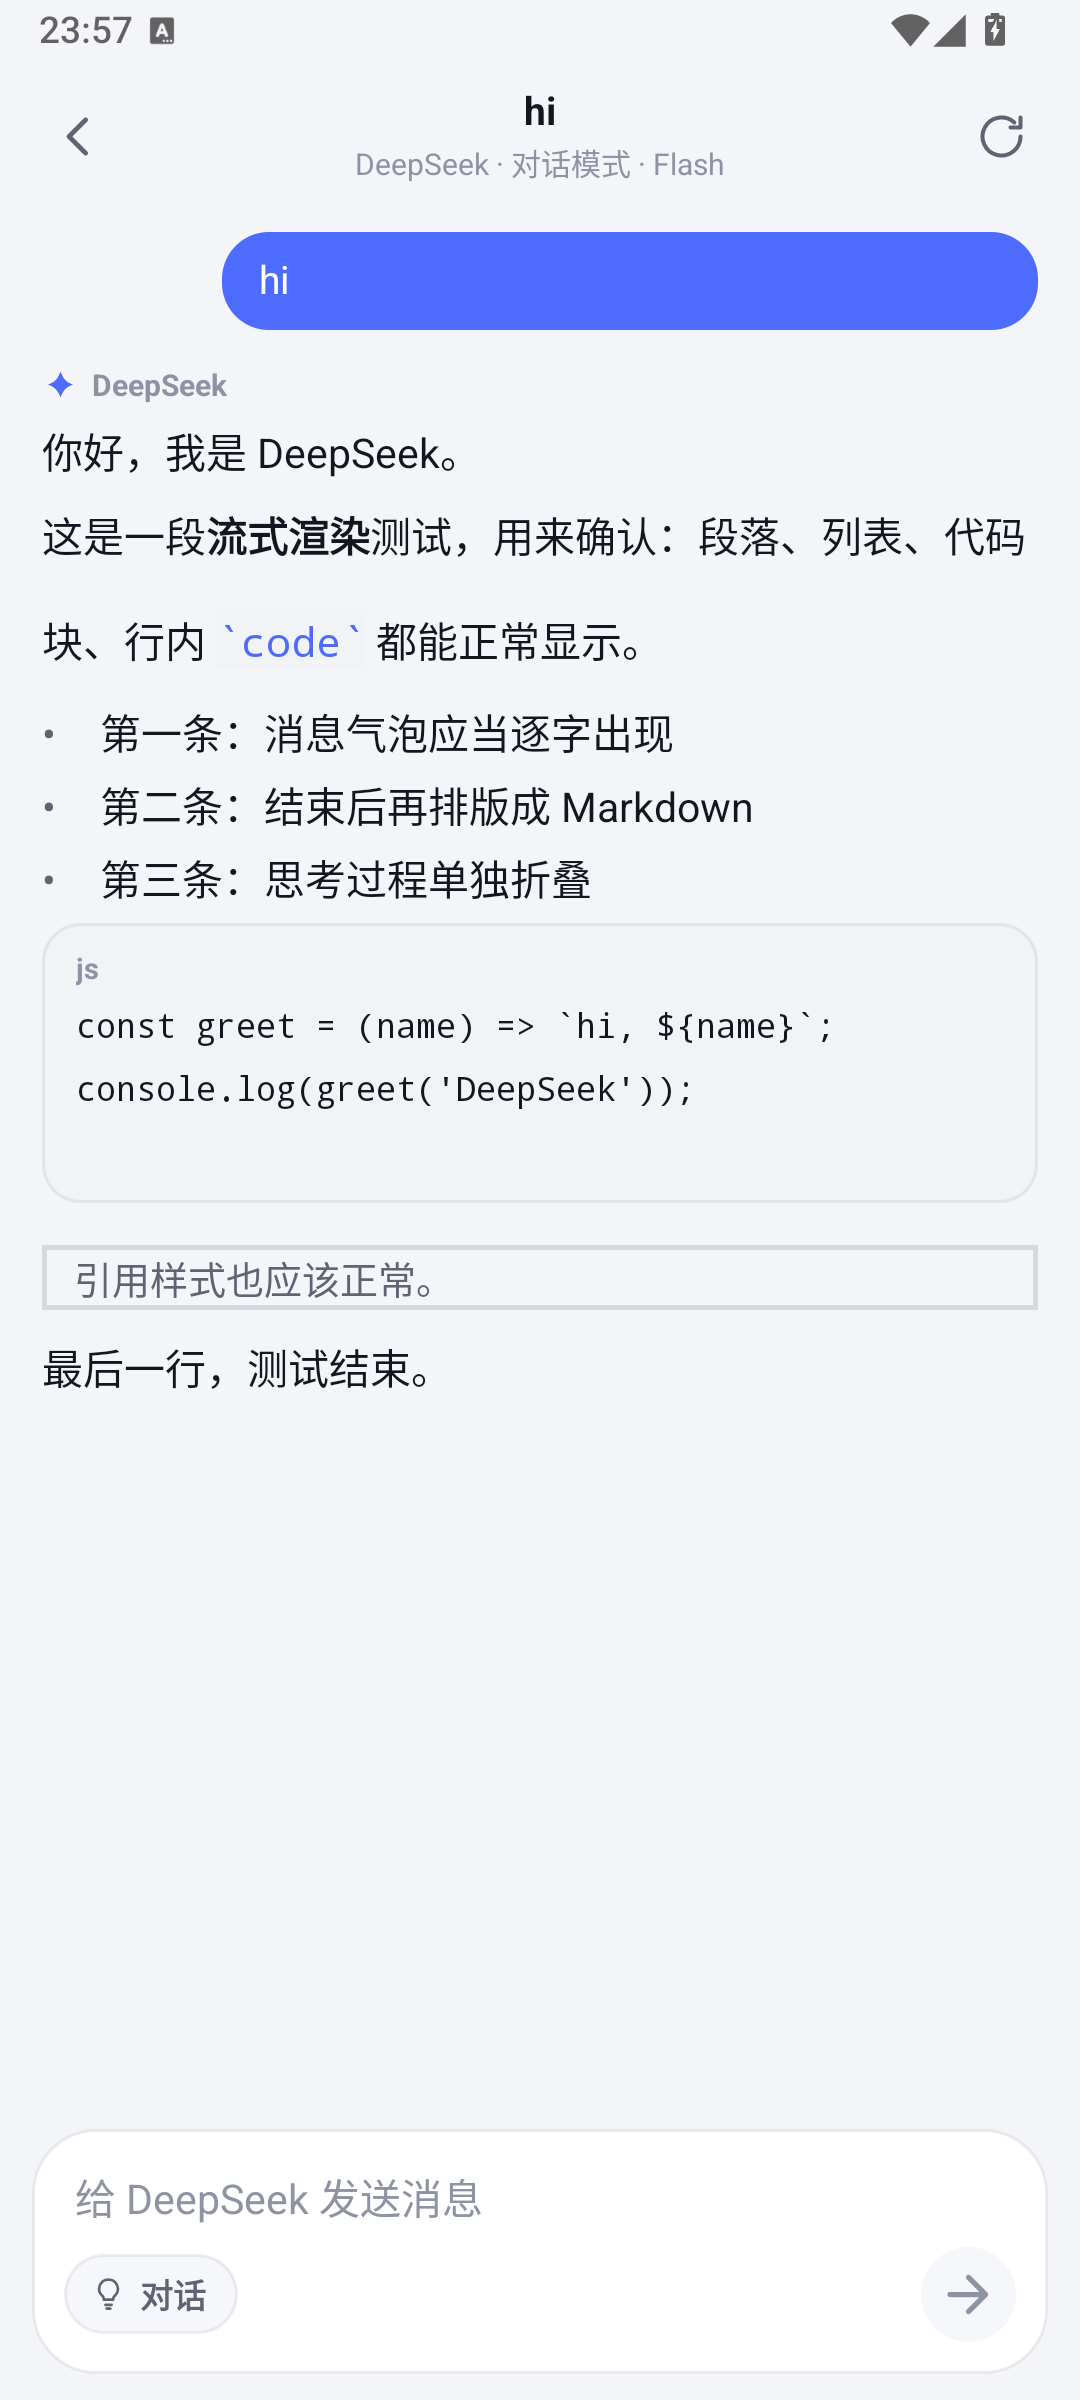 23:57
A
hi
DeepSeek · 对话模式 · Flash
hi
DeepSeek
你好，我是 DeepSeek。
这是一段流式渲染测试，用来确认：段落、列表、代码
块、行内 `code` 都能正常显示。
• 第一条：消息气泡应当逐字出现
• 第二条：结束后再排版成 Markdown
• 第三条：思考过程单独折叠
js
const greet = (name) => `hi, ${name}`;
console.log(greet('DeepSeek'));
引用样式也应该正常。
最后一行，测试结束。
给 DeepSeek 发送消息
对话